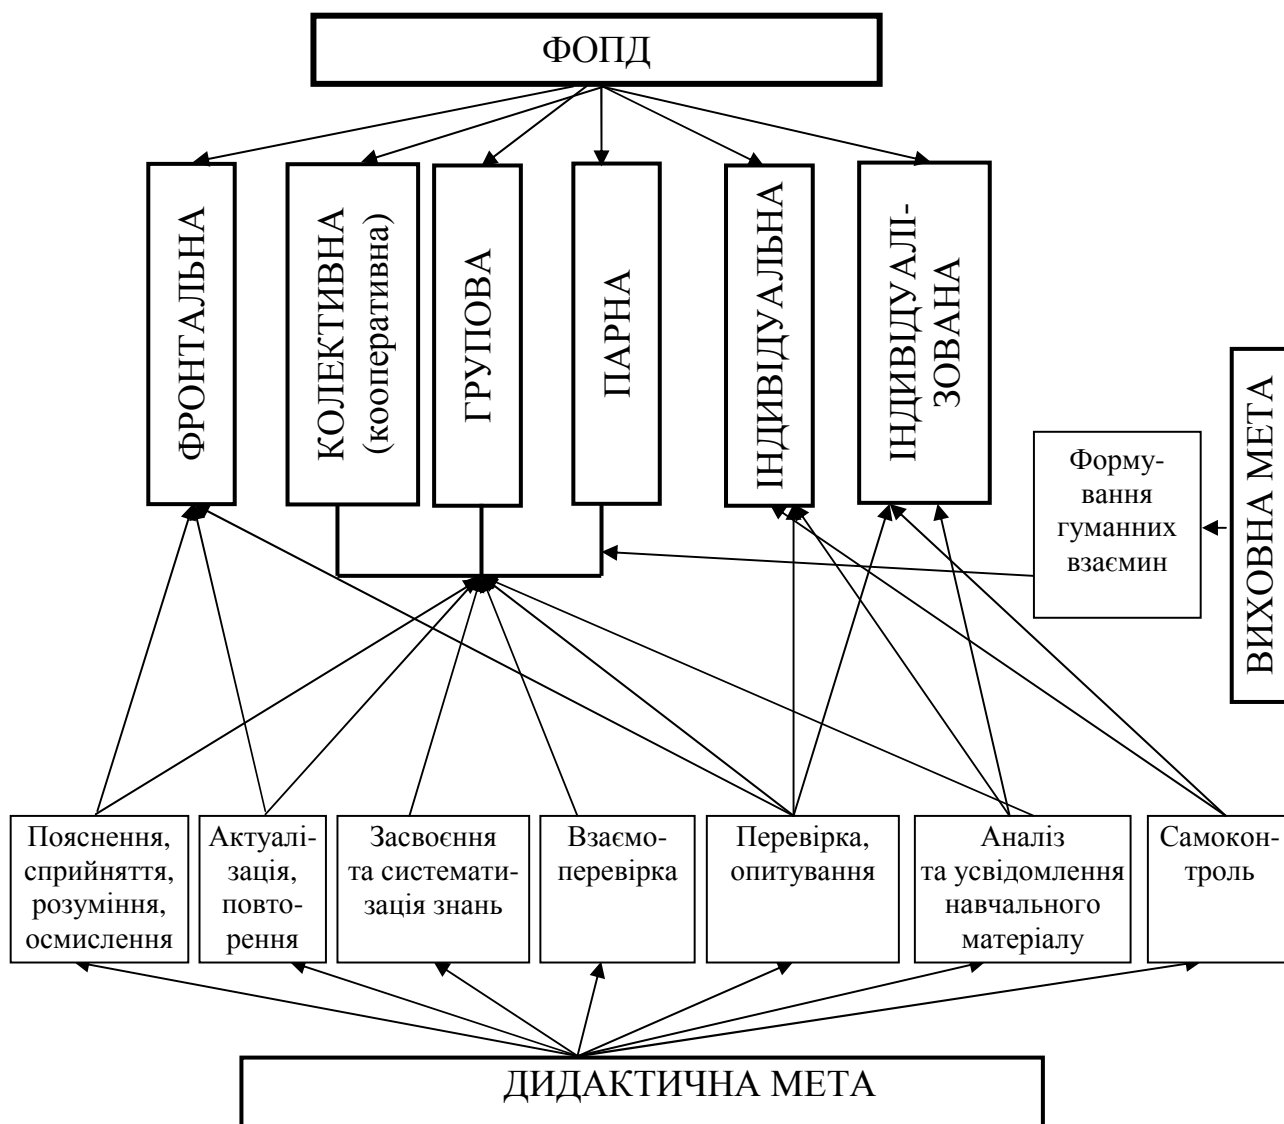 ФОПД
ФРОНТАЛЬНА
КОЛЕКТИВНА
(кооперативна)
ГРУПОВА
ПАРНА
ІНДИВІДУАЛЬНА
ІНДИВІДУАЛІ-
ЗОВАНА
ВИХОВНА МЕТА
Форму-
вання
гуманних
взаємин
Пояснення,
сприйняття,
розуміння,
осмислення
Актуалі-
зація,
повто-
рення
Засвоєння
та системати-
зація знань
Взаємо-
перевірка
Перевірка,
опитування
Аналіз
та усвідомлення
навчального
матеріалу
Самокон-
троль
ДИДАКТИЧНА МЕТА